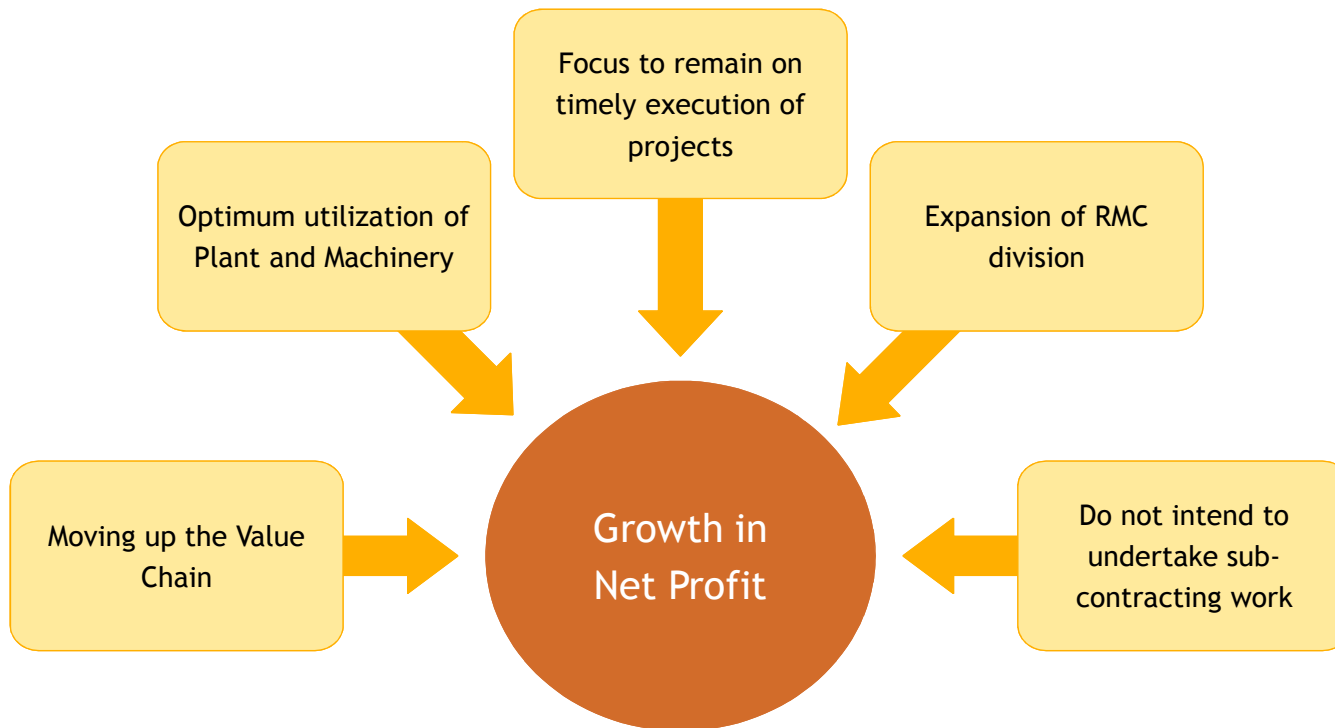 Focus to remain on
timely execution of
projects
Optimum utilization of
Plant and Machinery
Expansion of RMC
division
Moving up the Value
Chain
Growth in
Net Profit
Do not intend to
undertake sub-
contracting work